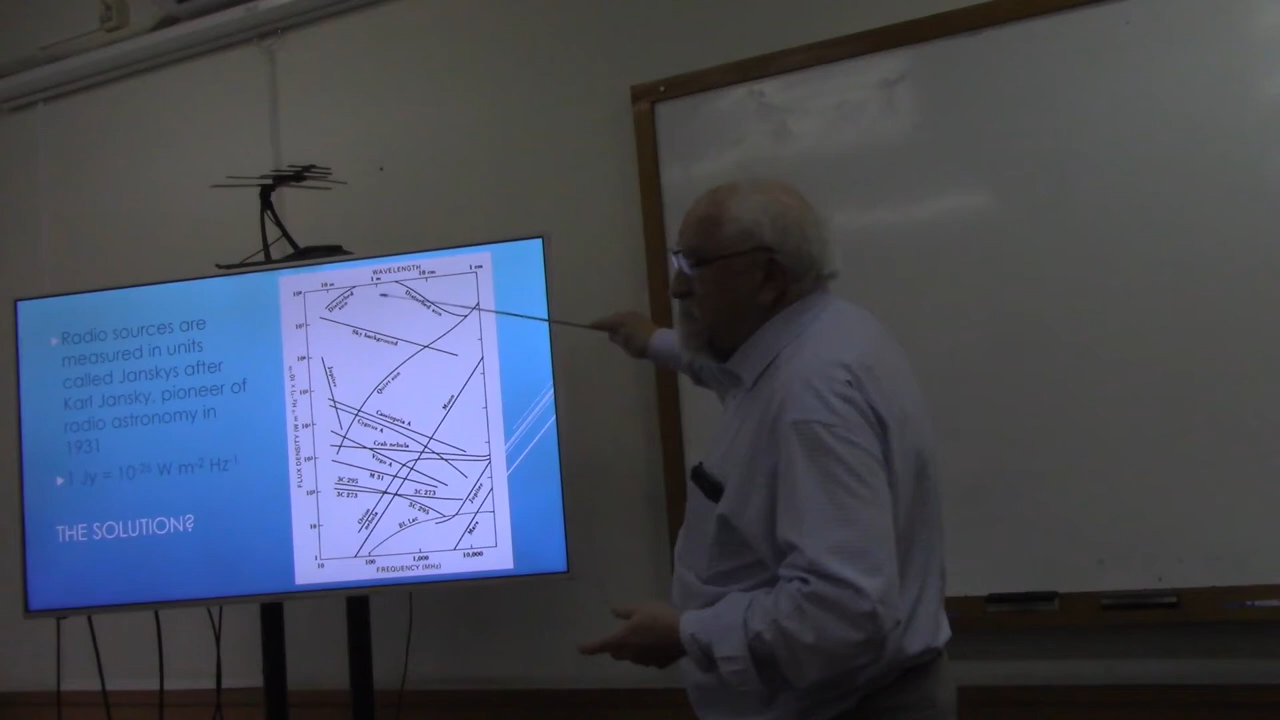 Radio sources are
measured in units
called Janskys after
Karl Jansky, pioneer of
radio astronomy in
1931
1 Jy = 10⁻²⁶ W m⁻² Hz⁻¹
THE SOLUTION?
WAVELENGTH
10 m 1 m 10 cm 1 cm
Disturbed sun
Disturbed sun
Sky background
Jupiter
Quiet sun
Moon
Cassiopeia A
Cygnus A
Crab nebula
Virgo A
M 31
3C 295
3C 273
3C 273
3C 295
Orion nebula
BL Lac
Jupiter
Mars
FLUX DENSITY
10
1
10 100 1,000 10,000
FREQUENCY (MHz)